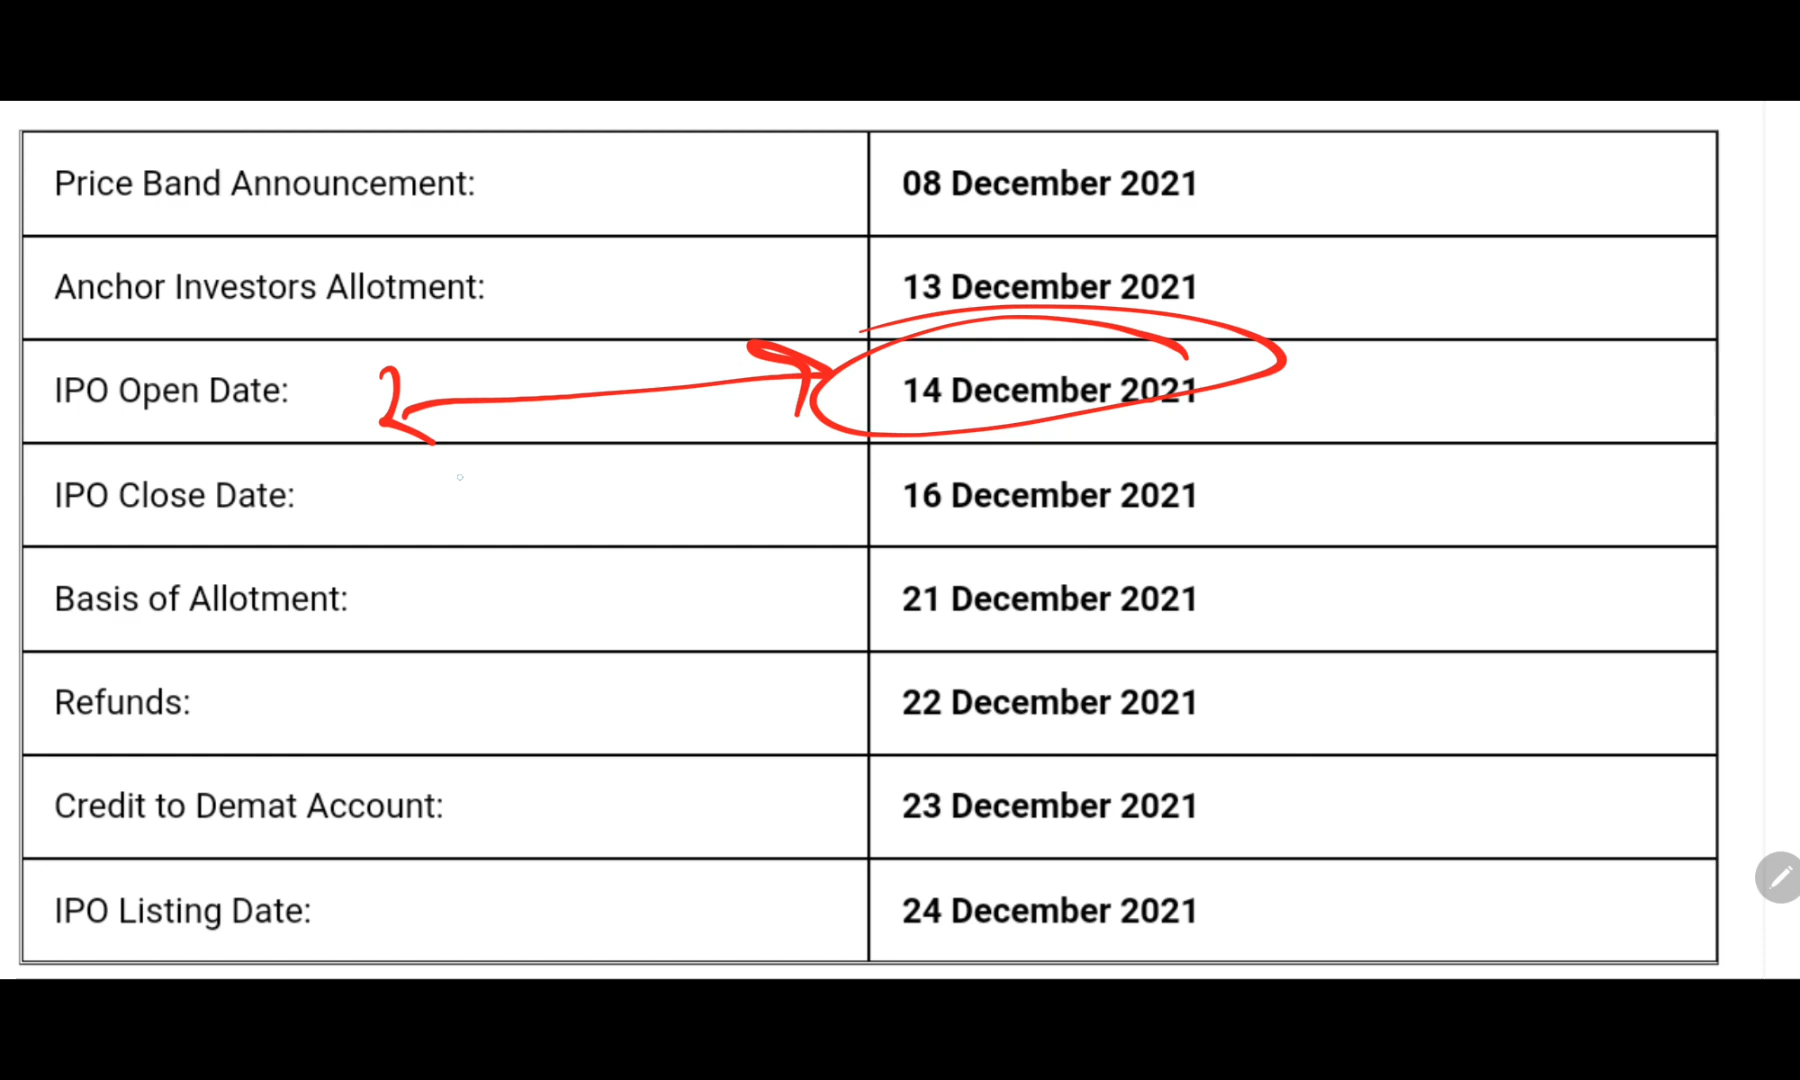 Price Band Announcement: 08 December 2021
Anchor Investors Allotment: 13 December 2021
IPO Open Date: 14 December 2021
IPO Close Date: 16 December 2021
Basis of Allotment: 21 December 2021
Refunds: 22 December 2021
Credit to Demat Account: 23 December 2021
IPO Listing Date: 24 December 2021